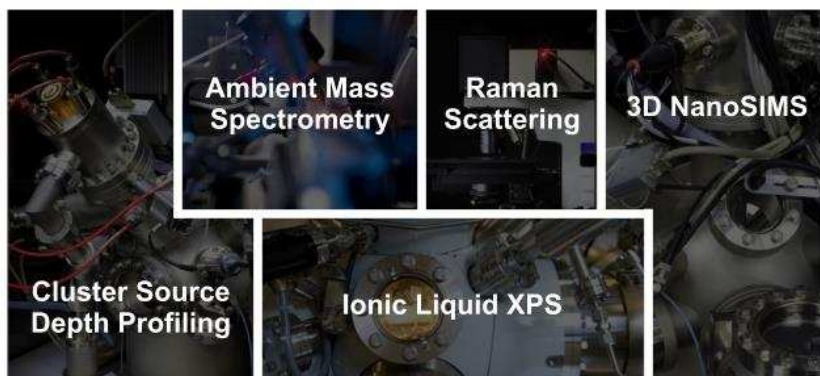 Ambient Mass
Spectrometry
Raman
Scattering
3D NanoSIMS
Cluster Source
Depth Profiling
Ionic Liquid XPS